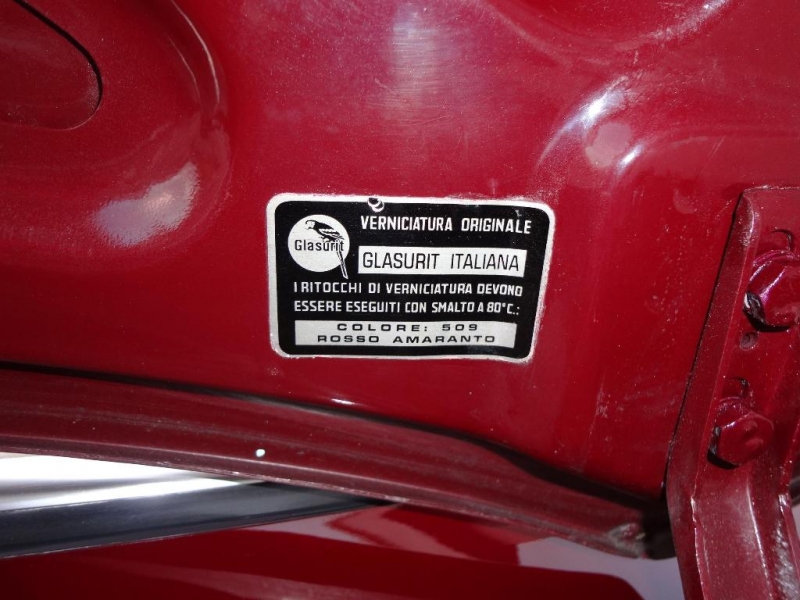 VERNICIATURA ORIGINALE
Glasurit
GLASURIT ITALIANA
I RITOCCHI DI VERNICIATURA DEVONO
ESSERE ESEGUITI CON SMALTO A 80°C.:
COLORE: 509
ROSSO AMARANTO